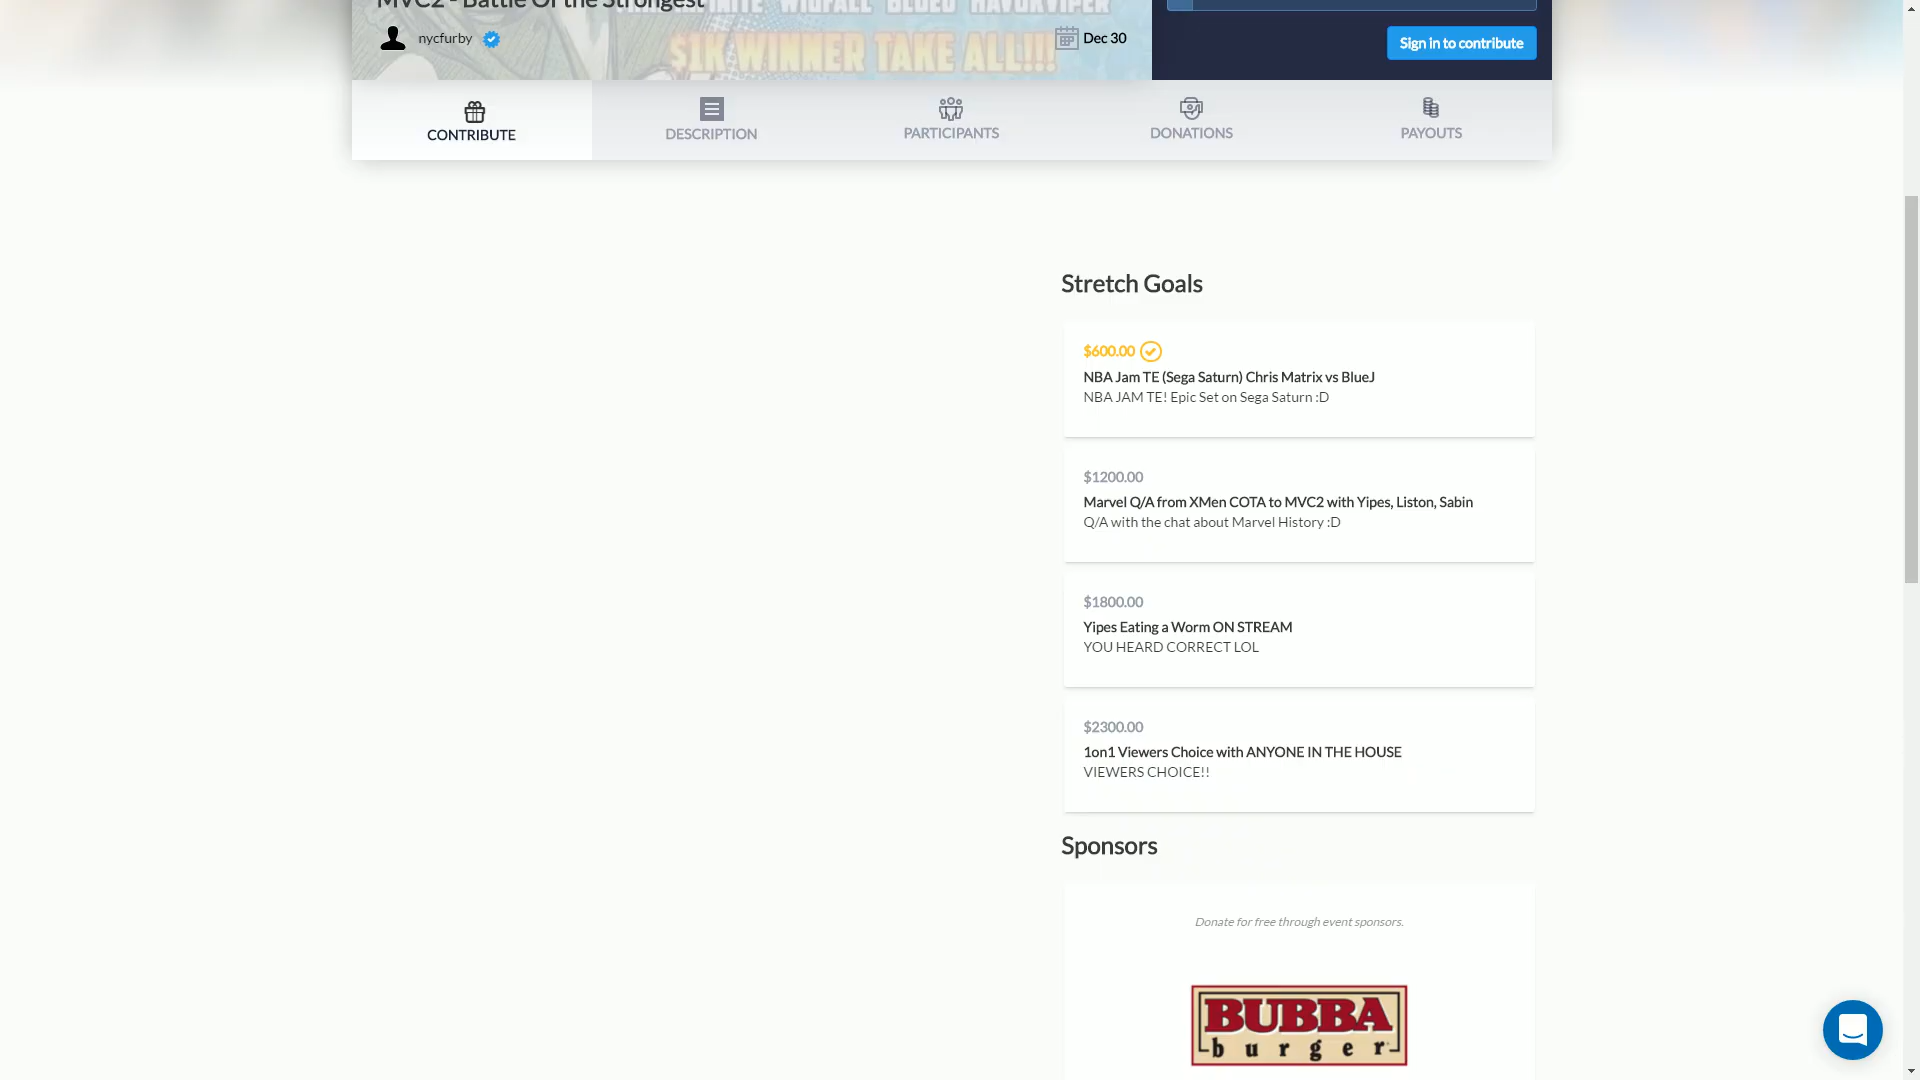 MVC2 - Battle Of the Strongest
nycfurby
WIGFALL BLUEJ HAVOKVIPER
$1K WINNER TAKE ALL!!!!
Dec 30
Sign in to contribute
CONTRIBUTE
DESCRIPTION
PARTICIPANTS
DONATIONS
PAYOUTS
Stretch Goals
$600.00
NBA Jam TE (Sega Saturn) Chris Matrix vs BlueJ
NBA JAM TE! Epic Set on Sega Saturn :D
$1200.00
Marvel Q/A from XMen COTA to MVC2 with Yipes, Liston, Sabin
Q/A with the chat about Marvel History :D
$1800.00
Yipes Eating a Worm ON STREAM
YOU HEARD CORRECT LOL
$2300.00
1on1 Viewers Choice with ANYONE IN THE HOUSE
VIEWERS CHOICE!!
Sponsors
Donate for free through event sponsors.
BUBBA
burger